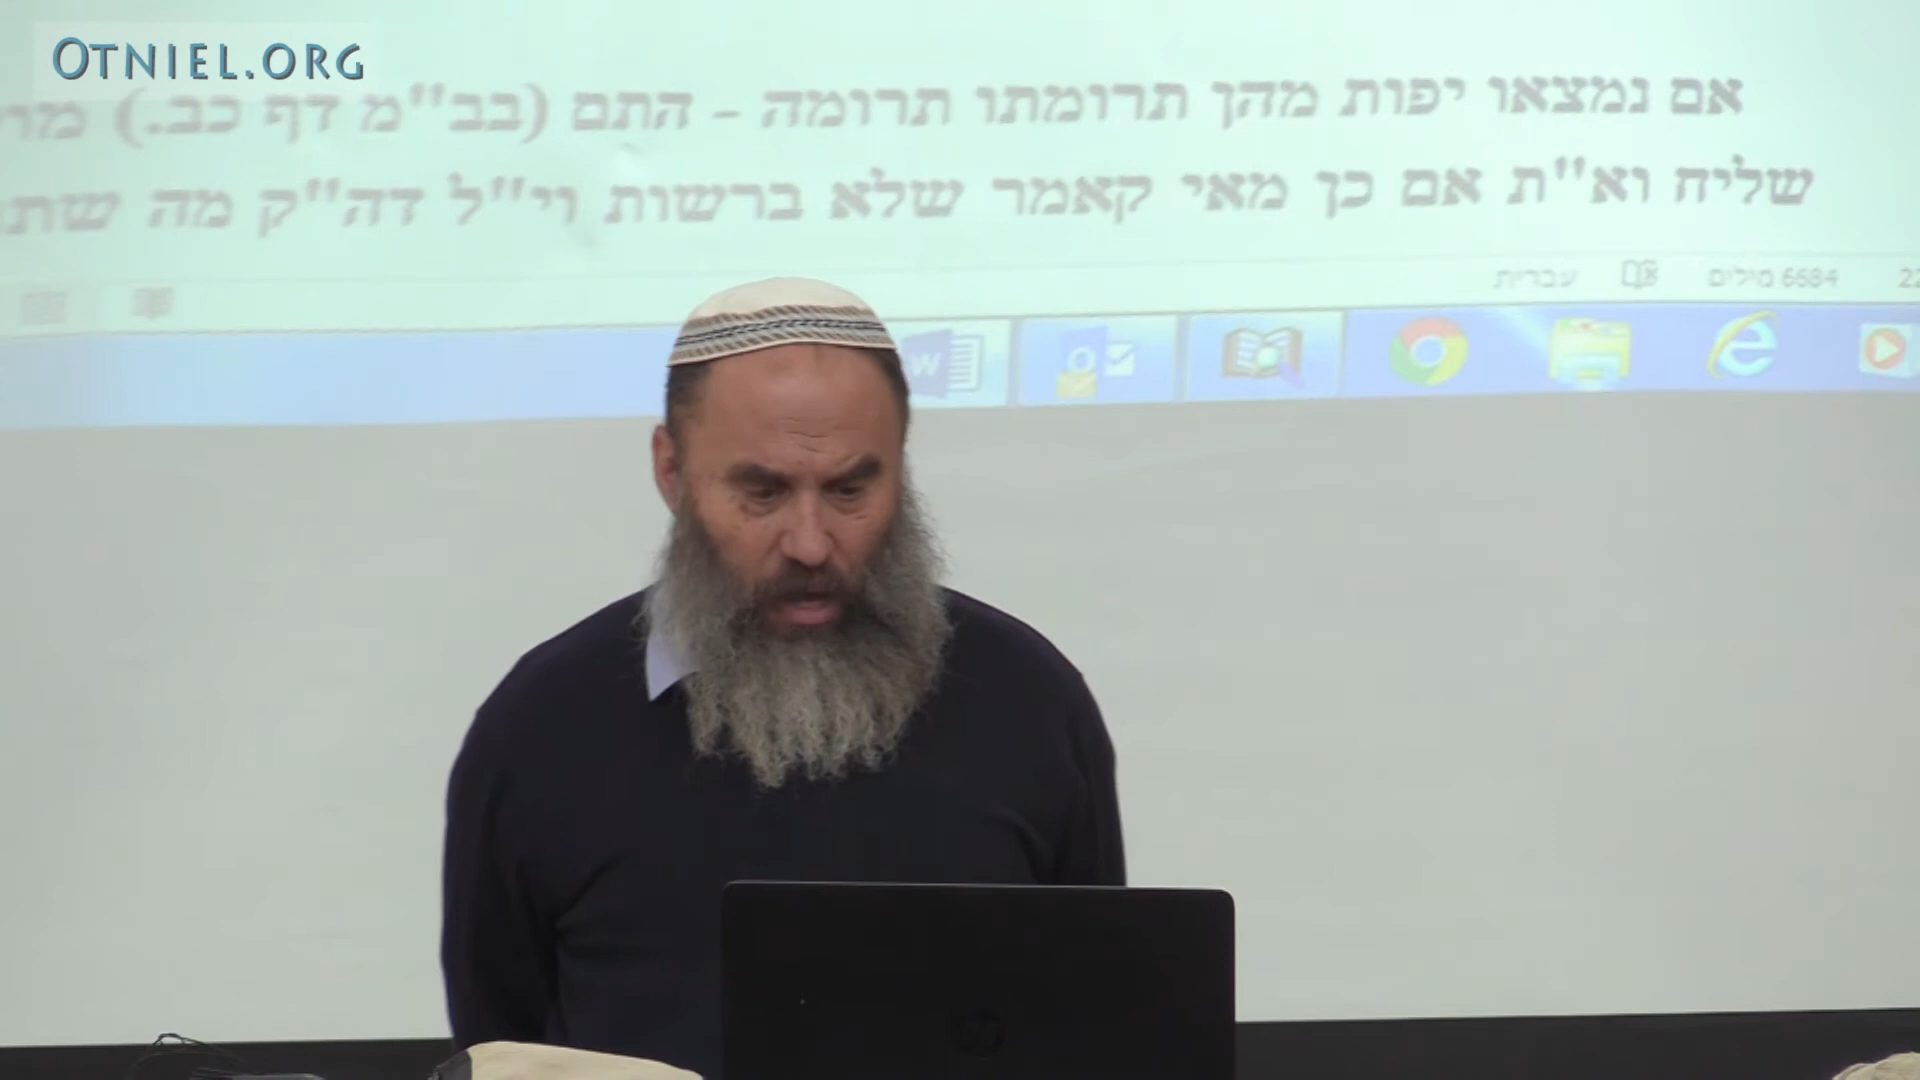 OTNIEL.ORG
אם נמצאו יפות מהן תרומתו תרומה - התם (בב"מ דף כב.)
שליח וא"ת אם כן מאי קאמר שלא ברשות וי"ל דה"ק מה
6684 מילים עברית